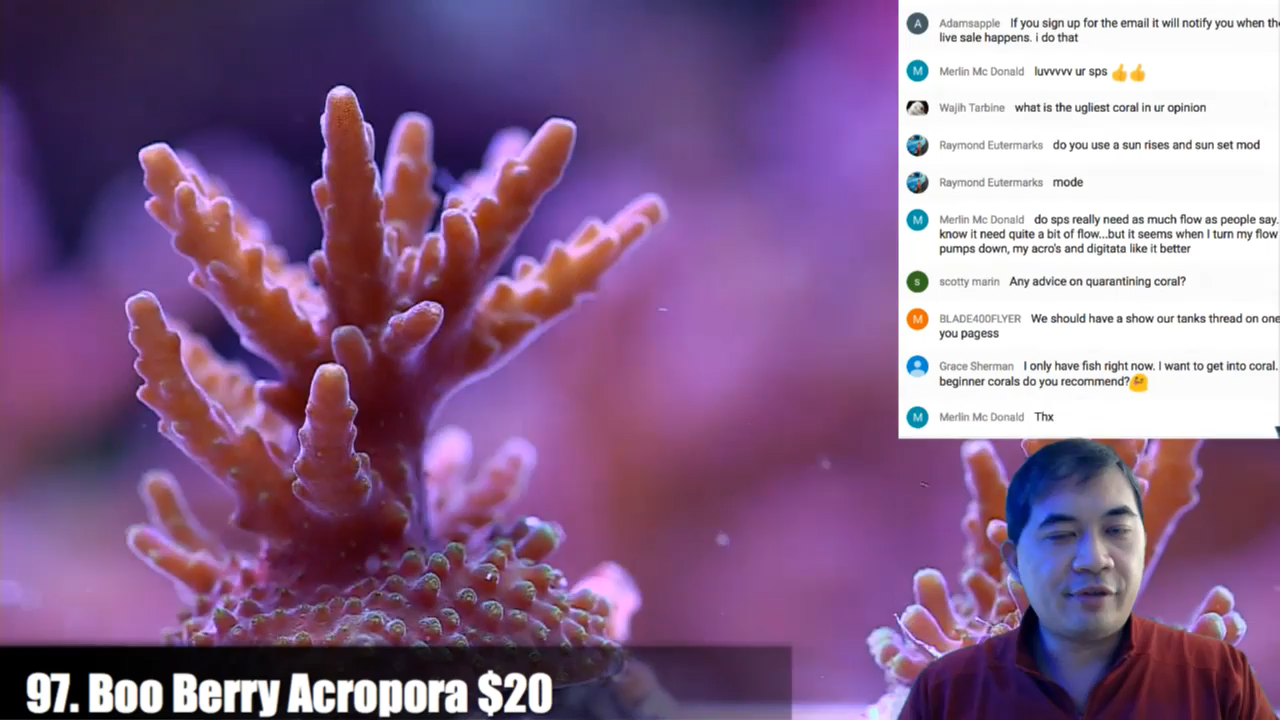 A Adamsapple If you sign up for the email it will notify you when the
live sale happens. i do that
M Merlin Mc Donald luvvvvv ur sps 👍👍
Wajih Tarbine what is the ugliest coral in ur opinion
Raymond Eutermarks do you use a sun rises and sun set mod
Raymond Eutermarks mode
M Merlin Mc Donald do sps really need as much flow as people say.
know it need quite a bit of flow...but it seems when I turn my flow
pumps down, my acro's and digitata like it better
s scotty marin Any advice on quarantining coral?
M BLADE400FLYER We should have a show our tanks thread on one
you pagess
Grace Sherman I only have fish right now. I want to get into coral.
beginner corals do you recommend?
M Merlin Mc Donald Thx
97. Boo Berry Acropora $20